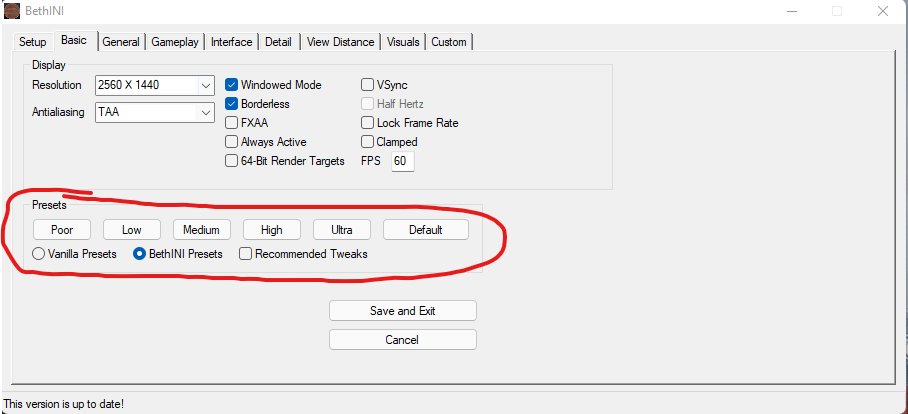 BethINI
Setup Basic General Gameplay Interface Detail View Distance Visuals Custom
Display
Resolution 2560 X 1440 Windowed Mode VSync
Borderless Half Hertz
Antialiasing TAA FXAA Lock Frame Rate
Always Active Clamped
64-Bit Render Targets FPS 60
Presets
Poor Low Medium High Ultra Default
Vanilla Presets BethINI Presets Recommended Tweaks
Save and Exit
Cancel
This version is up to date!